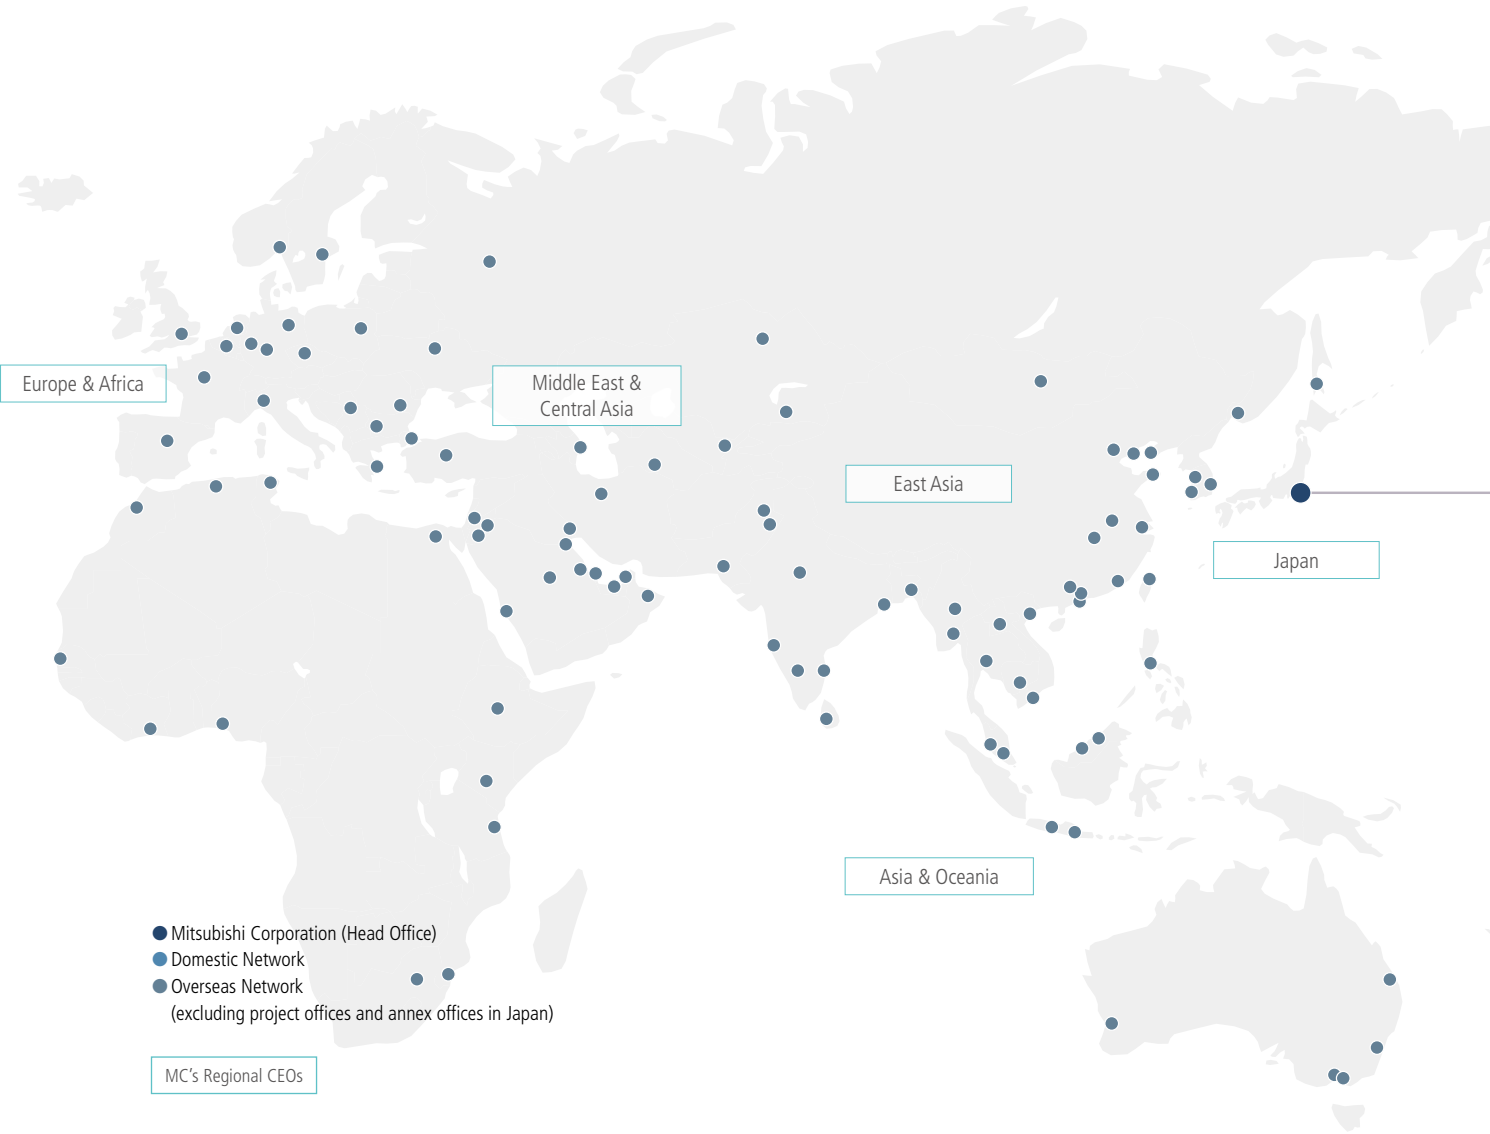 Europe & Africa
Middle East &
Central Asia
East Asia
Japan
Asia & Oceania
Mitsubishi Corporation (Head Office)
Domestic Network
Overseas Network
(excluding project offices and annex offices in Japan)
MC’s Regional CEOs